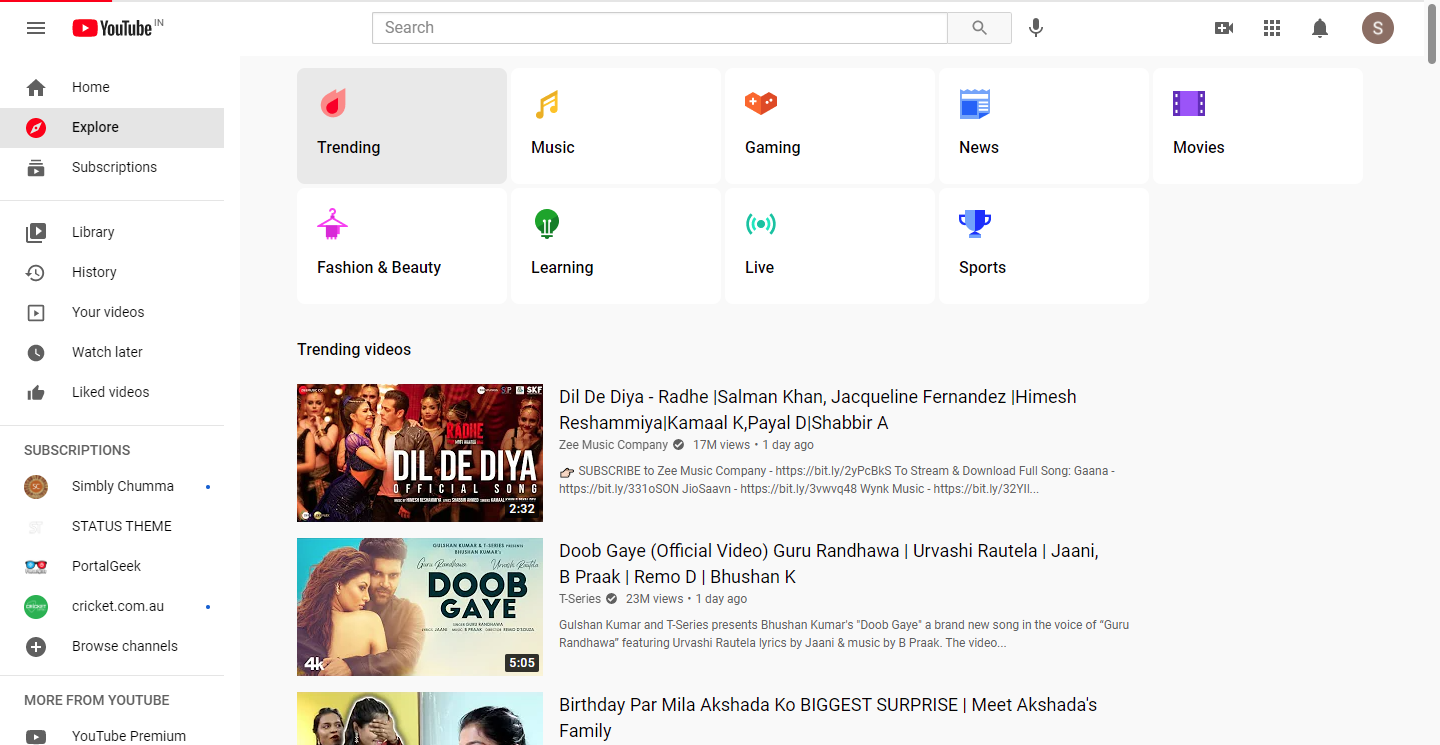 YouTube IN
Search
S
Home
Explore
Subscriptions
Library
History
Your videos
Watch later
Liked videos
SUBSCRIPTIONS
Simbly Chumma
STATUS THEME
PortalGeek
cricket.com.au
Browse channels
MORE FROM YOUTUBE
YouTube Premium
Trending
Music
Gaming
News
Movies
Fashion & Beauty
Learning
Live
Sports
Trending videos
SKF
RADHE
DIL DE DIYA
OFFICIAL SONG
2:32
Dil De Diya - Radhe |Salman Khan, Jacqueline Fernandez |Himesh
Reshammiya|Kamaal K,Payal D|Shabbir A
Zee Music Company 17M views • 1 day ago
SUBSCRIBE to Zee Music Company - https://bit.ly/2yPcBkS To Stream & Download Full Song: Gaana -
https://bit.ly/331oSON JioSaavn - https://bit.ly/3vwvq48 Wynk Music - https://bit.ly/32YIl...
GULSHAN KUMAR & T-SERIES PRESENTS
BHUSHAN KUMAR'S
Guru Randhawa Urvashi Rautela
DOOB
GAYE
4k
5:05
Doob Gaye (Official Video) Guru Randhawa | Urvashi Rautela | Jaani,
B Praak | Remo D | Bhushan K
T-Series 23M views • 1 day ago
Gulshan Kumar and T-Series presents Bhushan Kumar's "Doob Gaye" a brand new song in the voice of “Guru
Randhawa” featuring Urvashi Rautela lyrics by Jaani & music by B Praak. The video...
Birthday Par Mila Akshada Ko BIGGEST SURPRISE | Meet Akshada's
Family